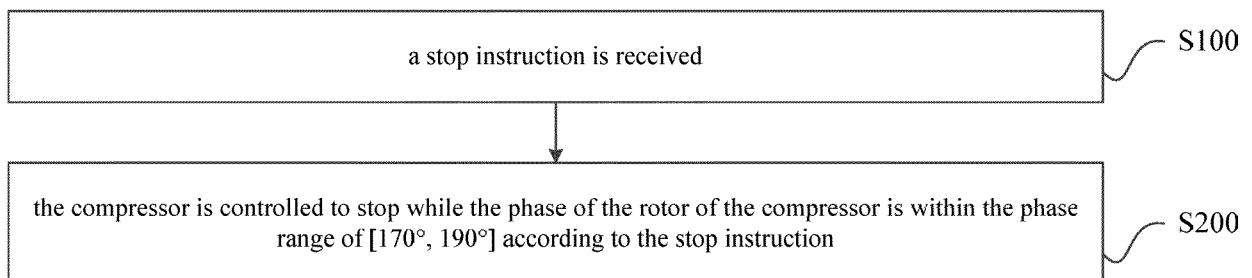 a stop instruction is received
S100
the compressor is controlled to stop while the phase of the rotor of the compressor is within the phase
range of [170°, 190°] according to the stop instruction
S200